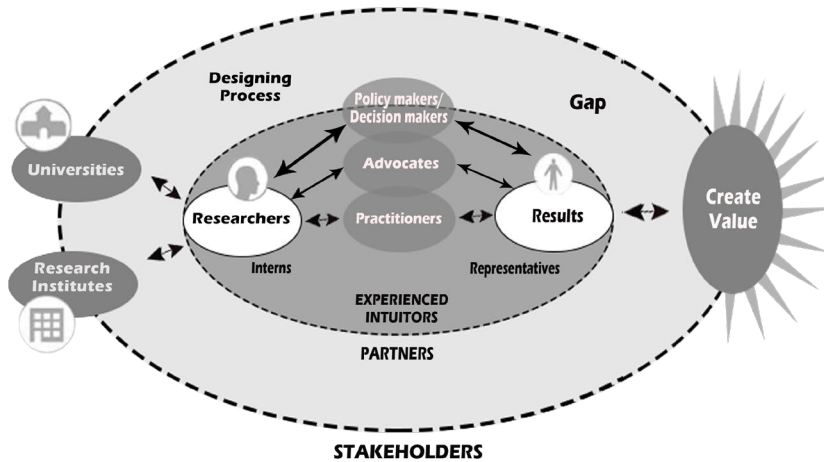 Designing
Process
Policy makers/
Decision makers
Gap
Universities
Advocates
Researchers
Practitioners
Results
Create
Value
Research
Institutes
Interns
Representatives
EXPERIENCED
INTUITORS
PARTNERS
STAKEHOLDERS